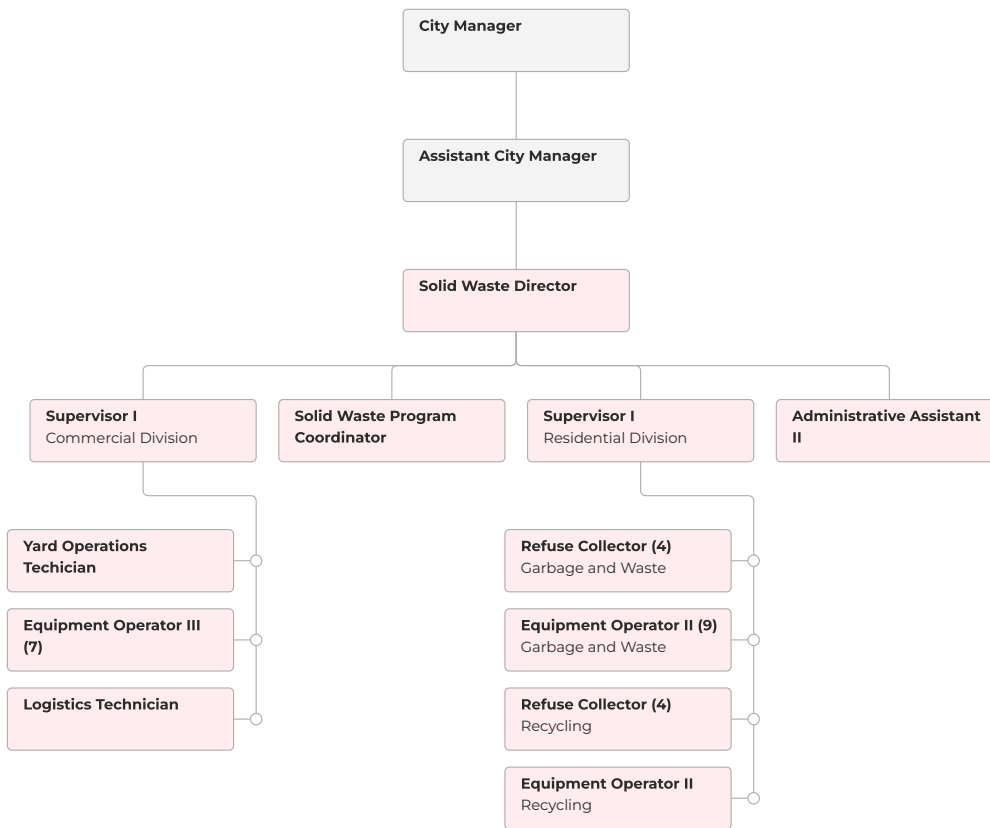 City Manager
Assistant City Manager
Solid Waste Director
Supervisor I
Commercial Division
Solid Waste Program
Coordinator
Supervisor I
Residential Division
Administrative Assistant
II
Yard Operations
Techician
Equipment Operator III
(7)
Logistics Technician
Refuse Collector (4)
Garbage and Waste
Equipment Operator II (9)
Garbage and Waste
Refuse Collector (4)
Recycling
Equipment Operator II
Recycling